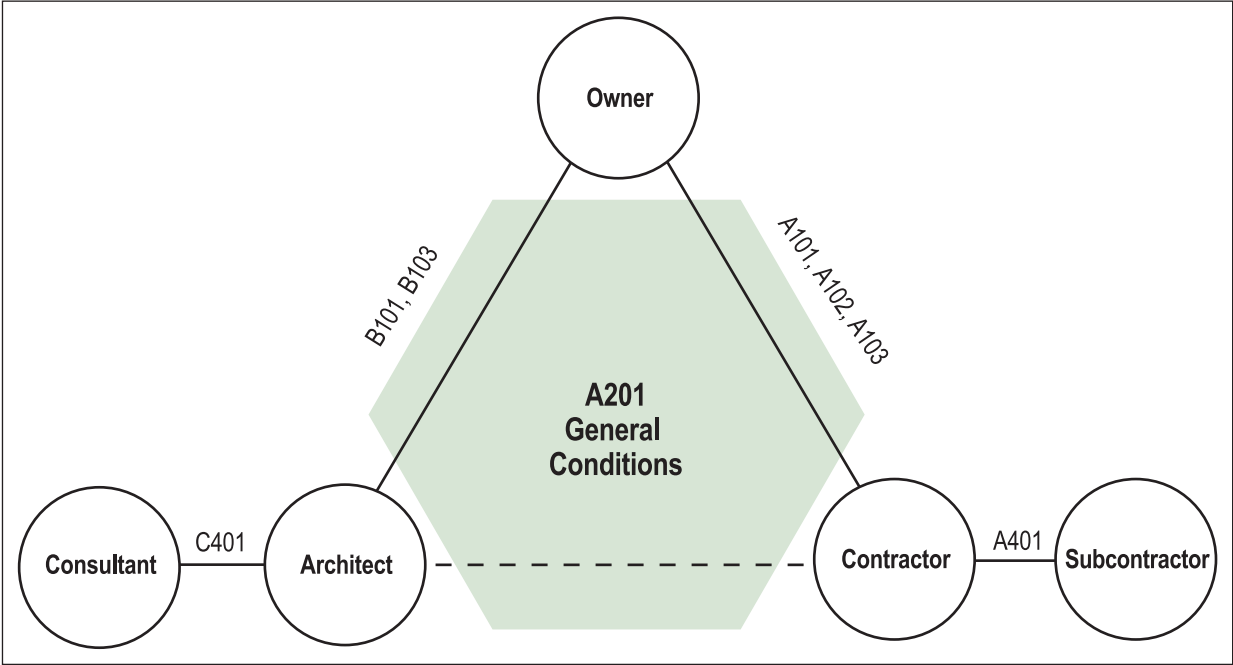 Owner
B101, B103
A101, A102, A103
A201
General
Conditions
Consultant
C401
Architect
Contractor
A401
Subcontractor